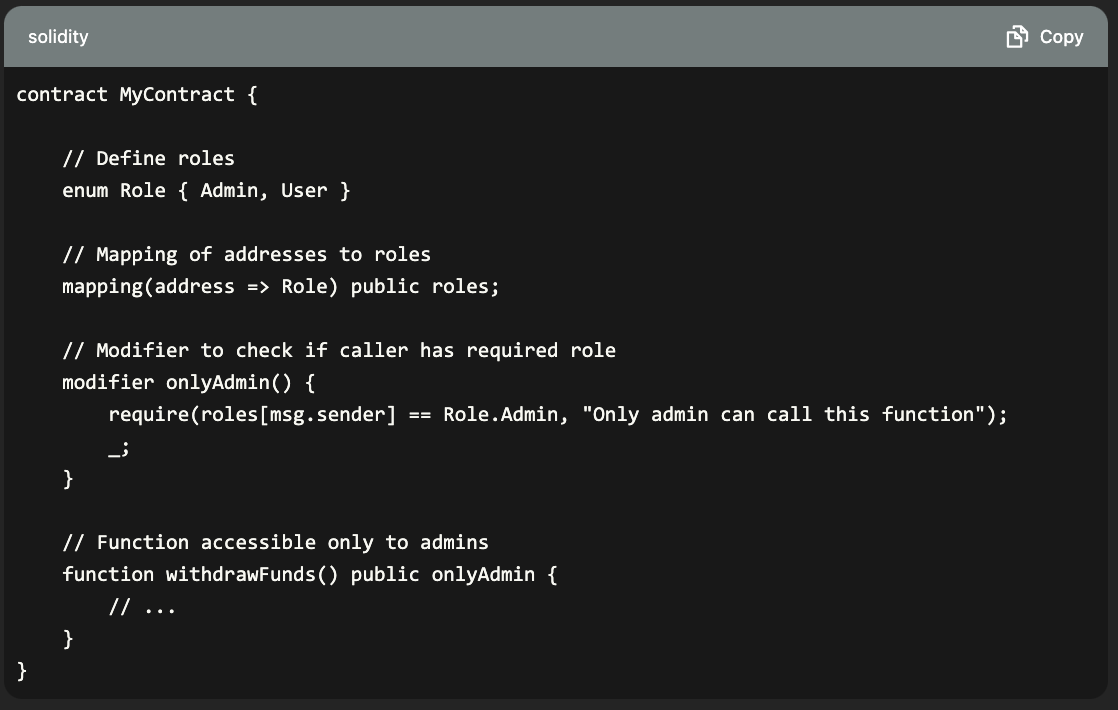 solidity
Copy
contract MyContract {
    // Define roles
    enum Role { Admin, User }
    // Mapping of addresses to roles
    mapping(address => Role) public roles;
    // Modifier to check if caller has required role
    modifier onlyAdmin() {
        require(roles[msg.sender] == Role.Admin, "Only admin can call this function");
        _;
    }
    // Function accessible only to admins
    function withdrawFunds() public onlyAdmin {
        // ...
    }
}